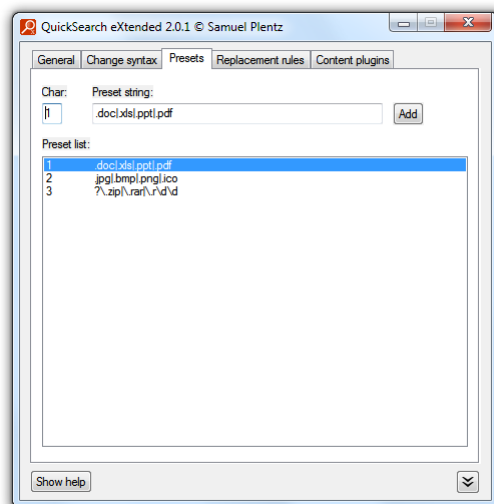 QuickSearch eXtended 2.0.1 © Samuel Plentz
General Change syntax Presets Replacement rules Content plugins
Char: Preset string:
1 .doc|.xls|.ppt|.pdf Add
Preset list:
1 .doc|.xls|.ppt|.pdf
2 .jpg|.bmp|.png|.ico
3 ?\.zip|\.rar|\.r\d\d
Show help